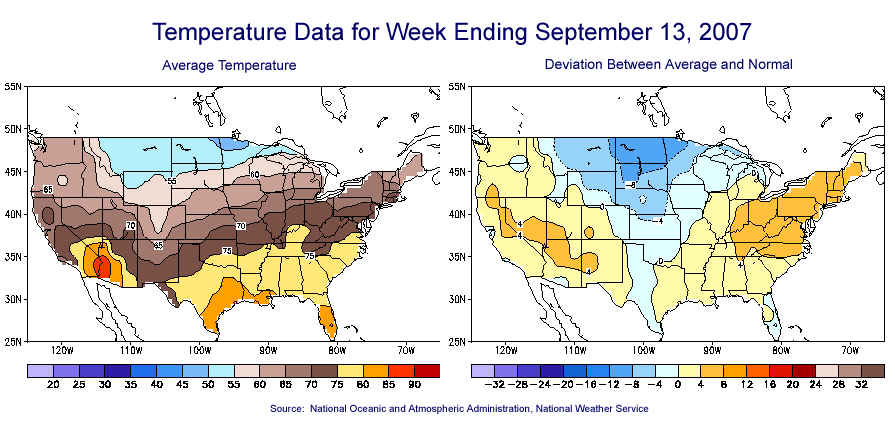 Temperature Data for Week Ending September 13, 2007
Average Temperature
Deviation Between Average and Normal
55N
50N
45N
40N
35N
30N
25N
120W 110W 100W 90W 80W 70W
65
55
60
70
70
65
75
75
20 25 30 35 40 45 50 55 60 65 70 75 80 85 90
55N
50N
45N
40N
35N
30N
25N
120W 110W 100W 90W 80W 70W
-8
0
0
-4
4
4
0
4
4
-32 -28 -24 -20 -16 -12 -8 -4 0 4 8 12 16 20 24 28 32
Source: National Oceanic and Atmospheric Administration, National Weather Service